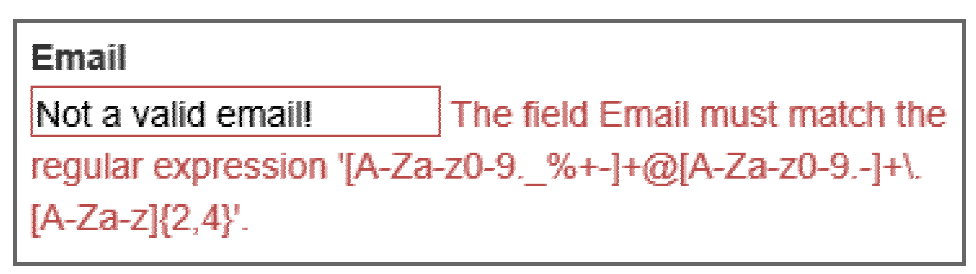 Email
Not a valid email! The field Email must match the
regular expression '[A-Za-z0-9._%+-]+@[A-Za-z0-9.-]+\.
[A-Za-z]{2,4}'.